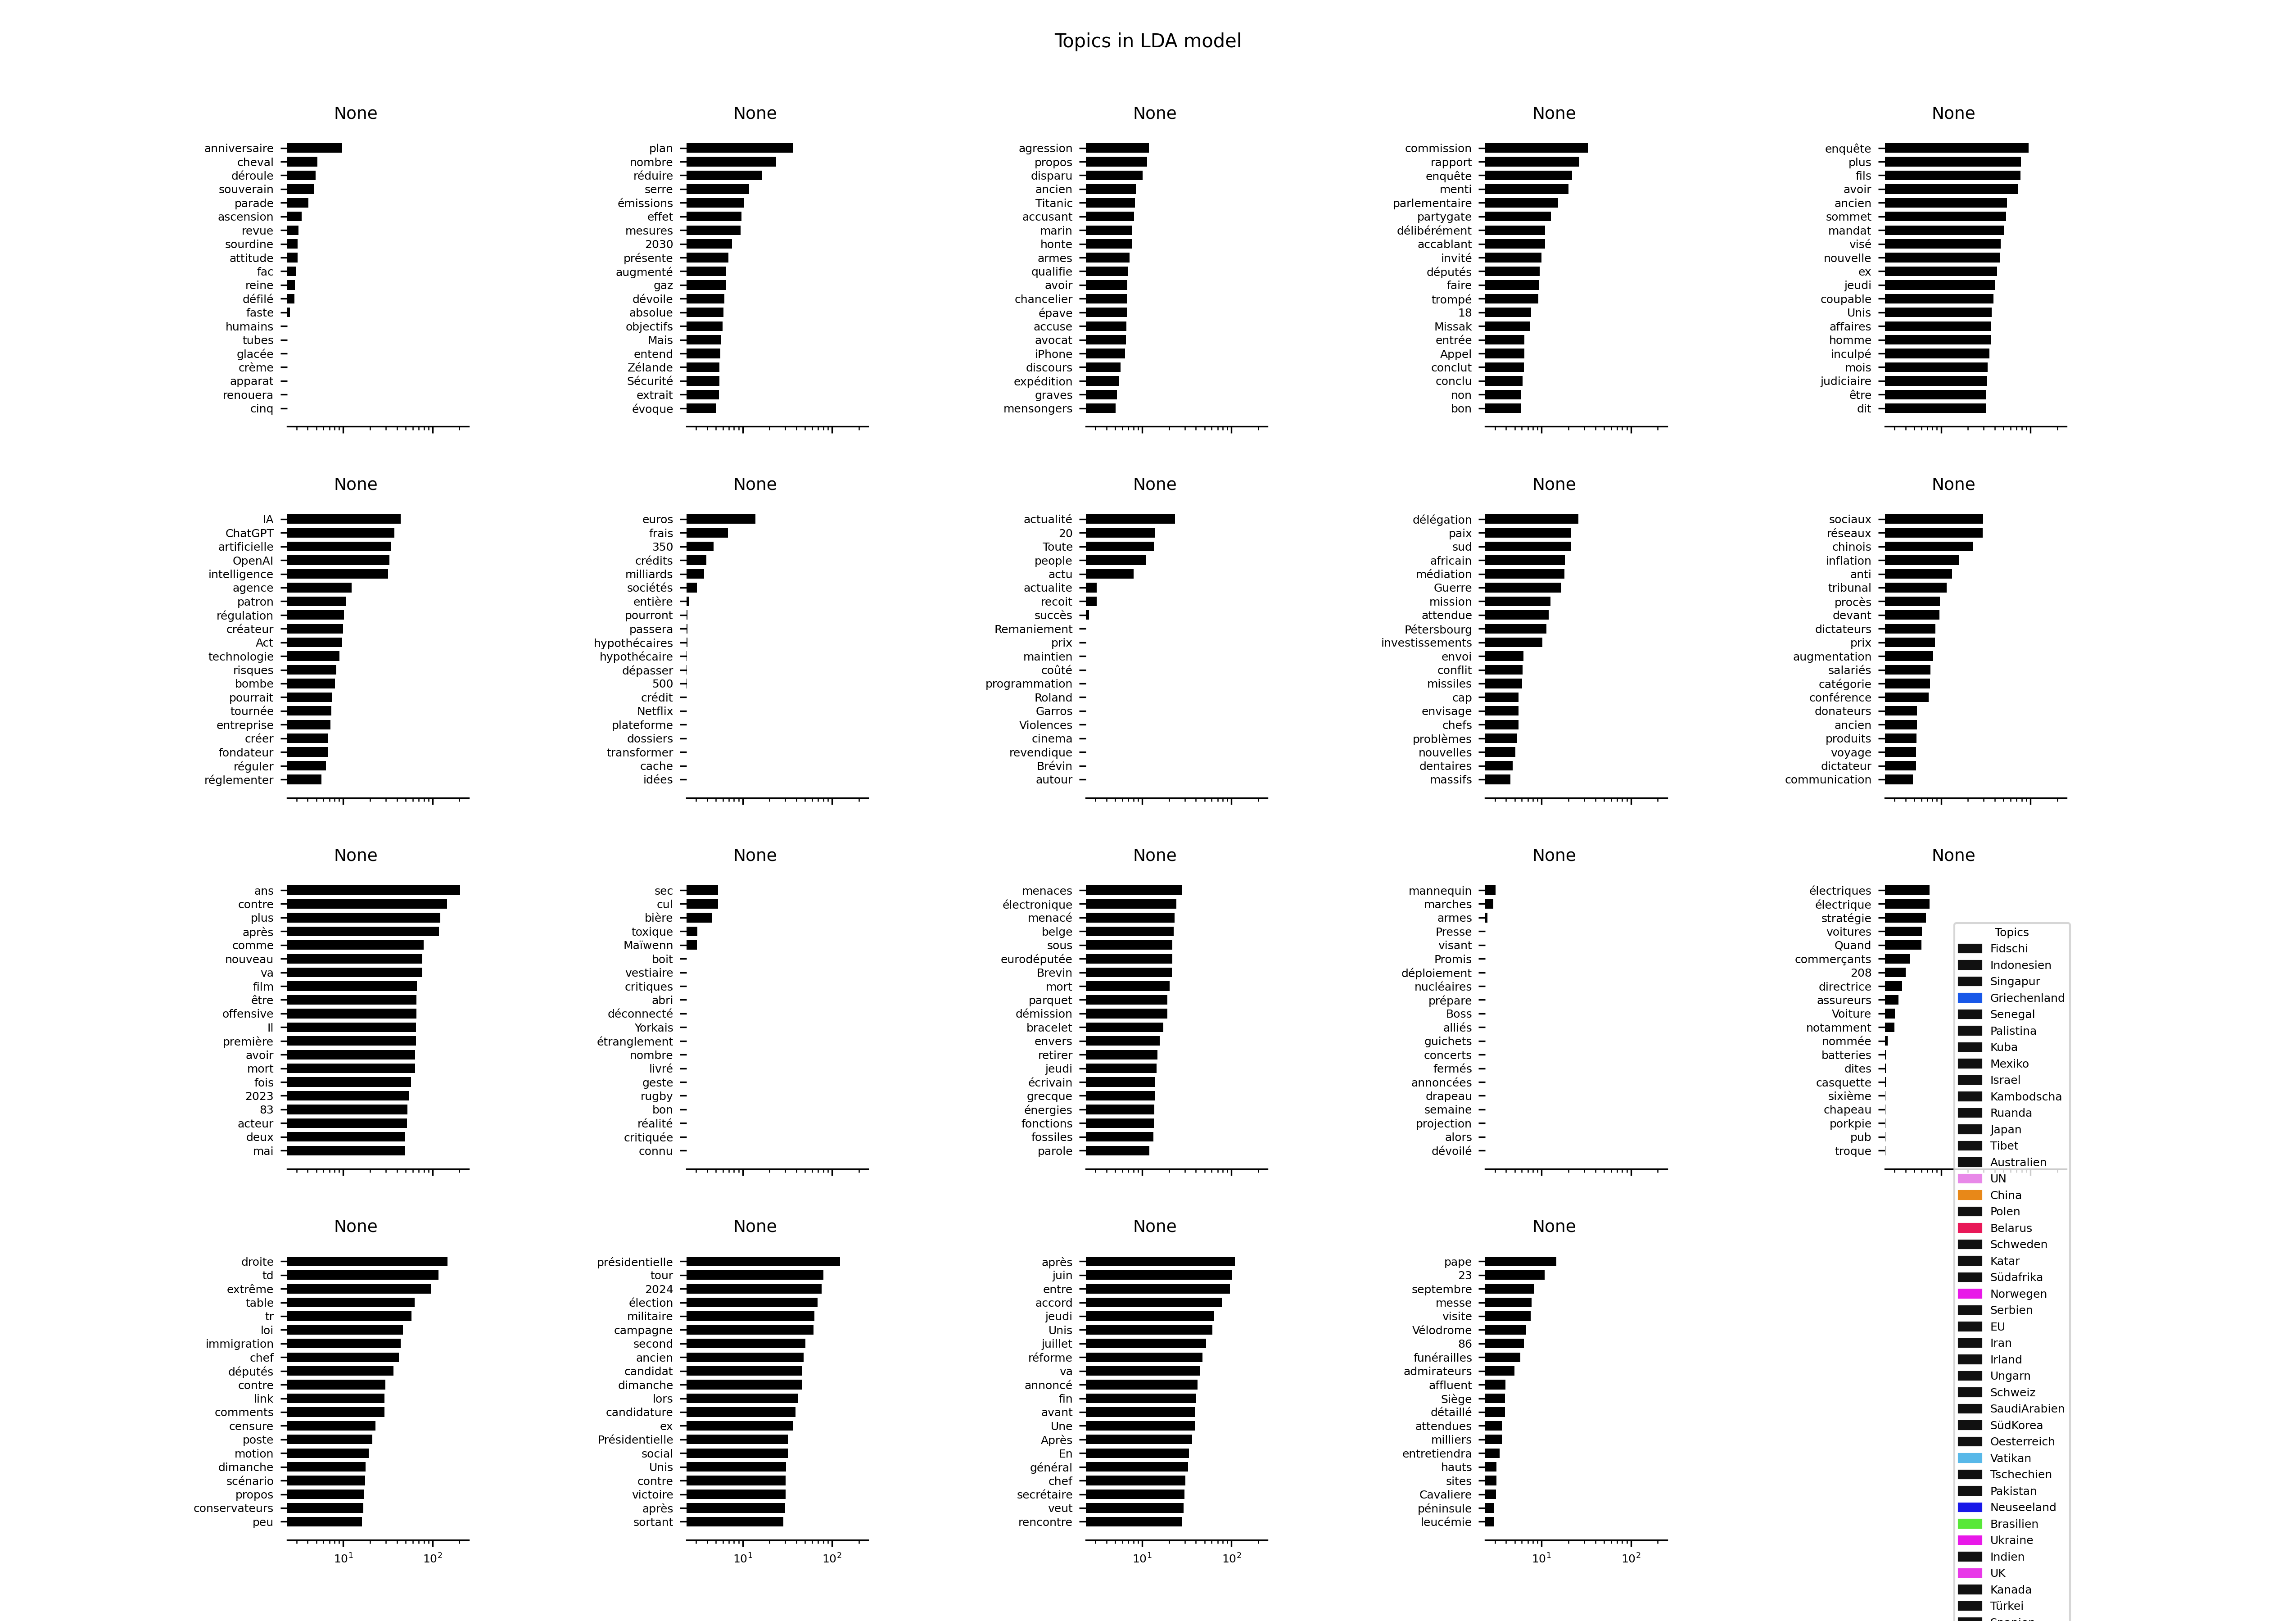 Topics in LDA model
None
anniversaire
cheval
déroule
souverain
parade
ascension
revue
sourdine
attitude
fac
reine
défilé
faste
humains
tubes
glacée
crème
apparat
renouera
cinq
None
plan
nombre
réduire
serre
émissions
effet
mesures
2030
présente
augmenté
gaz
dévoile
absolue
objectifs
Mais
entend
Zélande
Sécurité
extrait
évoque
None
agression
propos
disparu
ancien
Titanic
accusant
marin
honte
armes
qualifie
avoir
chancelier
épave
accuse
avocat
iPhone
discours
expédition
graves
mensongers
None
commission
rapport
enquête
menti
parlementaire
partygate
délibérément
accablant
invité
députés
faire
trompé
18
Missak
entrée
Appel
conclut
conclu
non
bon
None
enquête
plus
fils
avoir
ancien
sommet
mandat
visé
nouvelle
ex
jeudi
coupable
Unis
affaires
homme
inculpé
mois
judiciaire
être
dit
None
IA
ChatGPT
artificielle
OpenAI
intelligence
agence
patron
régulation
créateur
Act
technologie
risques
bombe
pourrait
tournée
entreprise
créer
fondateur
réguler
réglementer
None
euros
frais
350
crédits
milliards
sociétés
entière
pourront
passera
hypothécaires
hypothécaire
dépasser
500
crédit
Netflix
plateforme
dossiers
transformer
cache
idées
None
actualité
20
Toute
people
actu
actualite
recoit
succès
Remaniement
prix
maintien
coûté
programmation
Roland
Garros
Violences
cinema
revendique
Brévin
autour
None
délégation
paix
sud
africain
médiation
Guerre
mission
attendue
Pétersbourg
investissements
envoi
conflit
missiles
cap
envisage
chefs
problèmes
nouvelles
dentaires
massifs
None
sociaux
réseaux
chinois
inflation
anti
tribunal
procès
devant
dictateurs
prix
augmentation
salariés
catégorie
conférence
donateurs
ancien
produits
voyage
dictateur
communication
None
ans
contre
plus
après
comme
nouveau
va
film
être
offensive
Il
première
avoir
mort
fois
2023
83
acteur
deux
mai
None
sec
cul
bière
toxique
Maïwenn
boit
vestiaire
critiques
abri
déconnecté
Yorkais
étranglement
nombre
livré
geste
rugby
bon
réalité
critiquée
connu
None
menaces
électronique
menacé
belge
sous
eurodéputée
Brevin
mort
parquet
démission
bracelet
envers
retirer
jeudi
écrivain
grecque
énergies
fonctions
fossiles
parole
None
mannequin
marches
armes
Presse
visant
Promis
déploiement
nucléaires
prépare
Boss
alliés
guichets
concerts
fermés
annoncées
drapeau
semaine
projection
alors
dévoilé
None
électriques
électrique
stratégie
voitures
Quand
commerçants
208
directrice
assureurs
Voiture
notamment
nommée
batteries
dites
casquette
sixième
chapeau
porkpie
pub
troque
None
droite
td
extrême
table
tr
loi
immigration
chef
députés
contre
link
comments
censure
poste
motion
dimanche
scénario
propos
conservateurs
peu
10¹ 10²
None
présidentielle
tour
2024
élection
militaire
campagne
second
ancien
candidat
dimanche
lors
candidature
ex
Présidentielle
social
Unis
contre
victoire
après
sortant
10¹ 10²
None
après
juin
entre
accord
jeudi
Unis
juillet
réforme
va
annoncé
fin
avant
Une
Après
En
général
chef
secrétaire
veut
rencontre
10¹ 10²
None
pape
23
septembre
messe
visite
Vélodrome
86
funérailles
admirateurs
affluent
Siège
détaillé
attendues
milliers
entretiendra
hauts
sites
Cavaliere
péninsule
leucémie
10¹ 10²
Topics
Fidschi
Indonesien
Singapur
Griechenland
Senegal
Palistina
Kuba
Mexiko
Israel
Kambodscha
Ruanda
Japan
Tibet
Australien
UN
China
Polen
Belarus
Schweden
Katar
Südafrika
Norwegen
Serbien
EU
Iran
Irland
Ungarn
Schweiz
SaudiArabien
SüdKorea
Oesterreich
Vatikan
Tschechien
Pakistan
Neuseeland
Brasilien
Ukraine
Indien
UK
Kanada
Türkei